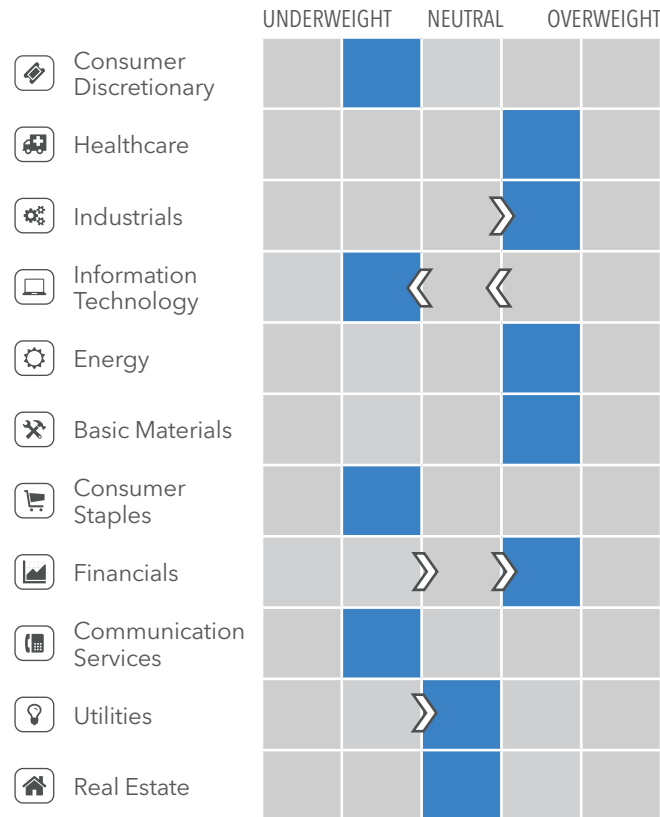 UNDERWEIGHT NEUTRAL OVERWEIGHT
Consumer
Discretionary
Healthcare
Industrials
Information
Technology
Energy
Basic Materials
Consumer
Staples
Financials
Communication
Services
Utilities
Real Estate